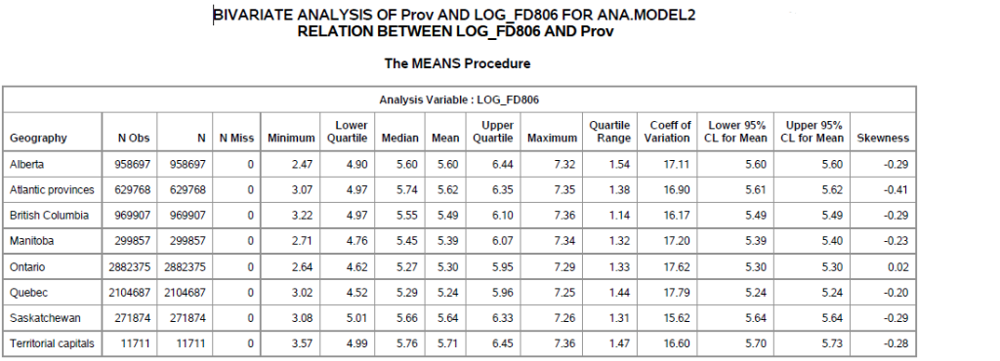 BIVARIATE ANALYSIS OF Prov AND LOG_FD806 FOR ANA.MODEL2
RELATION BETWEEN LOG_FD806 AND Prov
The MEANS Procedure
Analysis Variable : LOG_FD806
Geography N Obs N N Miss Minimum Lower Quartile Median Mean Upper Quartile Maximum Quartile Range Coeff of Variation Lower 95% CL for Mean Upper 95% CL for Mean Skewness
Alberta 958697 958697 0 2.47 4.90 5.60 5.60 6.44 7.32 1.54 17.11 5.60 5.60 -0.29
Atlantic provinces 629768 629768 0 3.07 4.97 5.74 5.62 6.35 7.35 1.38 16.90 5.61 5.62 -0.41
British Columbia 969907 969907 0 3.22 4.97 5.55 5.49 6.10 7.36 1.14 16.17 5.49 5.49 -0.29
Manitoba 299857 299857 0 2.71 4.76 5.45 5.39 6.07 7.34 1.32 17.20 5.39 5.40 -0.23
Ontario 2882375 2882375 0 2.64 4.62 5.27 5.30 5.95 7.29 1.33 17.62 5.30 5.30 0.02
Quebec 2104687 2104687 0 3.02 4.52 5.29 5.24 5.96 7.25 1.44 17.79 5.24 5.24 -0.20
Saskatchewan 271874 271874 0 3.08 5.01 5.66 5.64 6.33 7.26 1.31 15.62 5.64 5.64 -0.29
Territorial capitals 11711 11711 0 3.57 4.99 5.76 5.71 6.45 7.36 1.47 16.60 5.70 5.73 -0.28